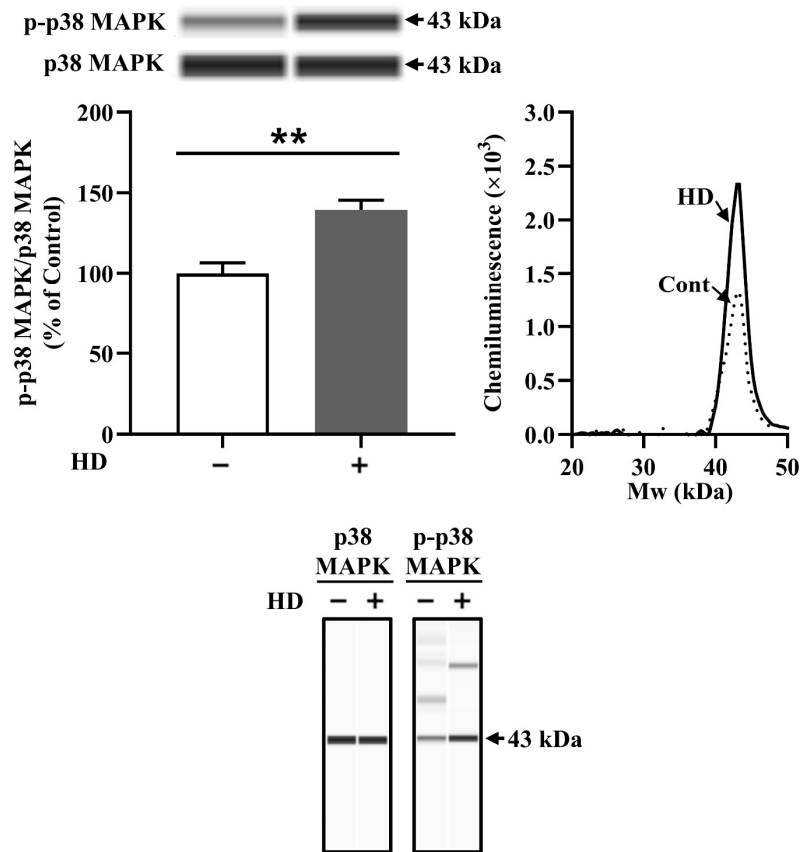 p-p38 MAPK 43 kDa
p38 MAPK 43 kDa
p-p38 MAPK/p38 MAPK
(% of Control)
200
150
100
50
0
**
HD − +
Chemiluminescence (×10³)
3.0
2.5
2.0
1.5
1.0
0.5
0.0
HD
Cont
20 30 40 50
Mw (kDa)
p38 p-p38
MAPK MAPK
HD − + − +
43 kDa